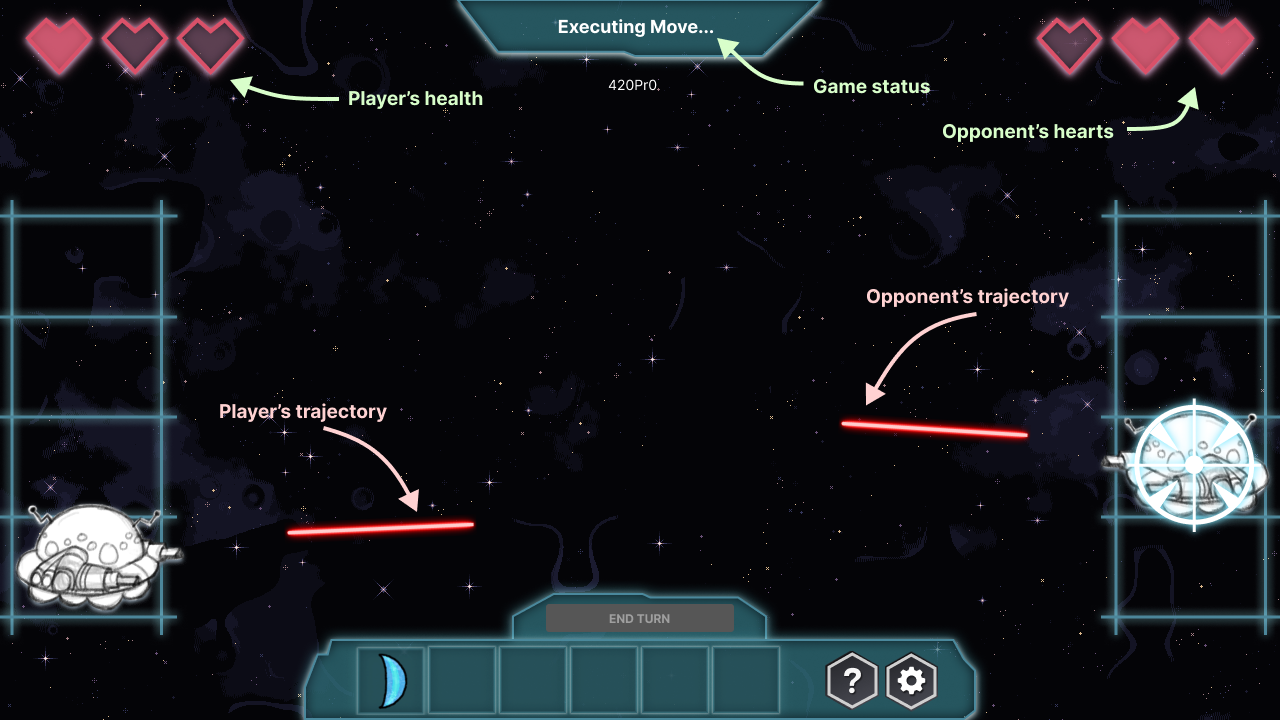 Executing Move...
420Pr0.
Player's health
Game status
Opponent's hearts
Opponent's trajectory
Player's trajectory
END TURN
?